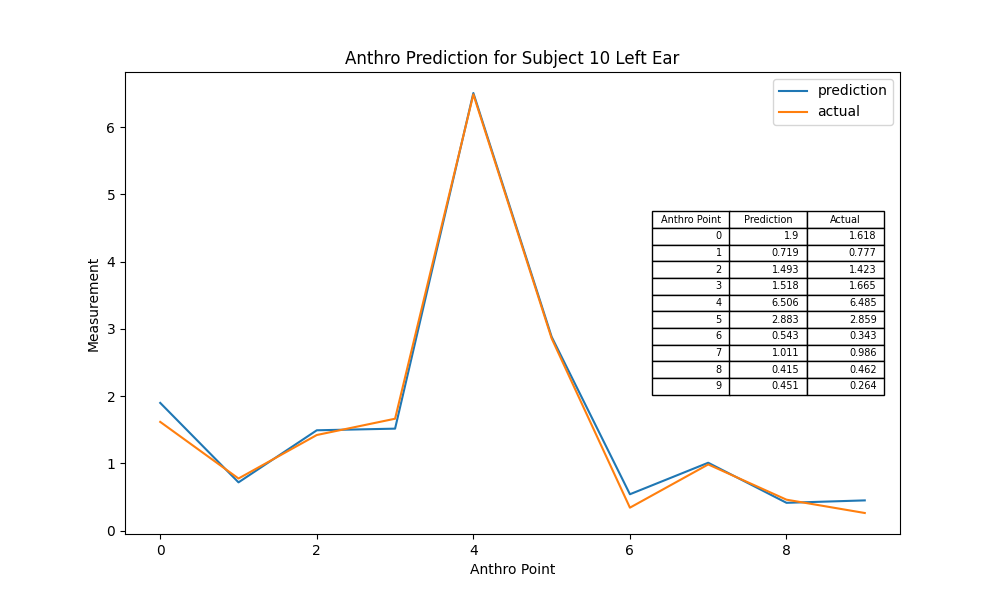 Anthro Prediction for Subject 10 Left Ear
prediction
actual
Measurement
6
5
4
3
2
1
0
Anthro Point Prediction Actual
0 1.9 1.618
1 0.719 0.777
2 1.493 1.423
3 1.518 1.665
4 6.506 6.485
5 2.883 2.859
6 0.543 0.343
7 1.011 0.986
8 0.415 0.462
9 0.451 0.264
0 2 4 6 8
Anthro Point